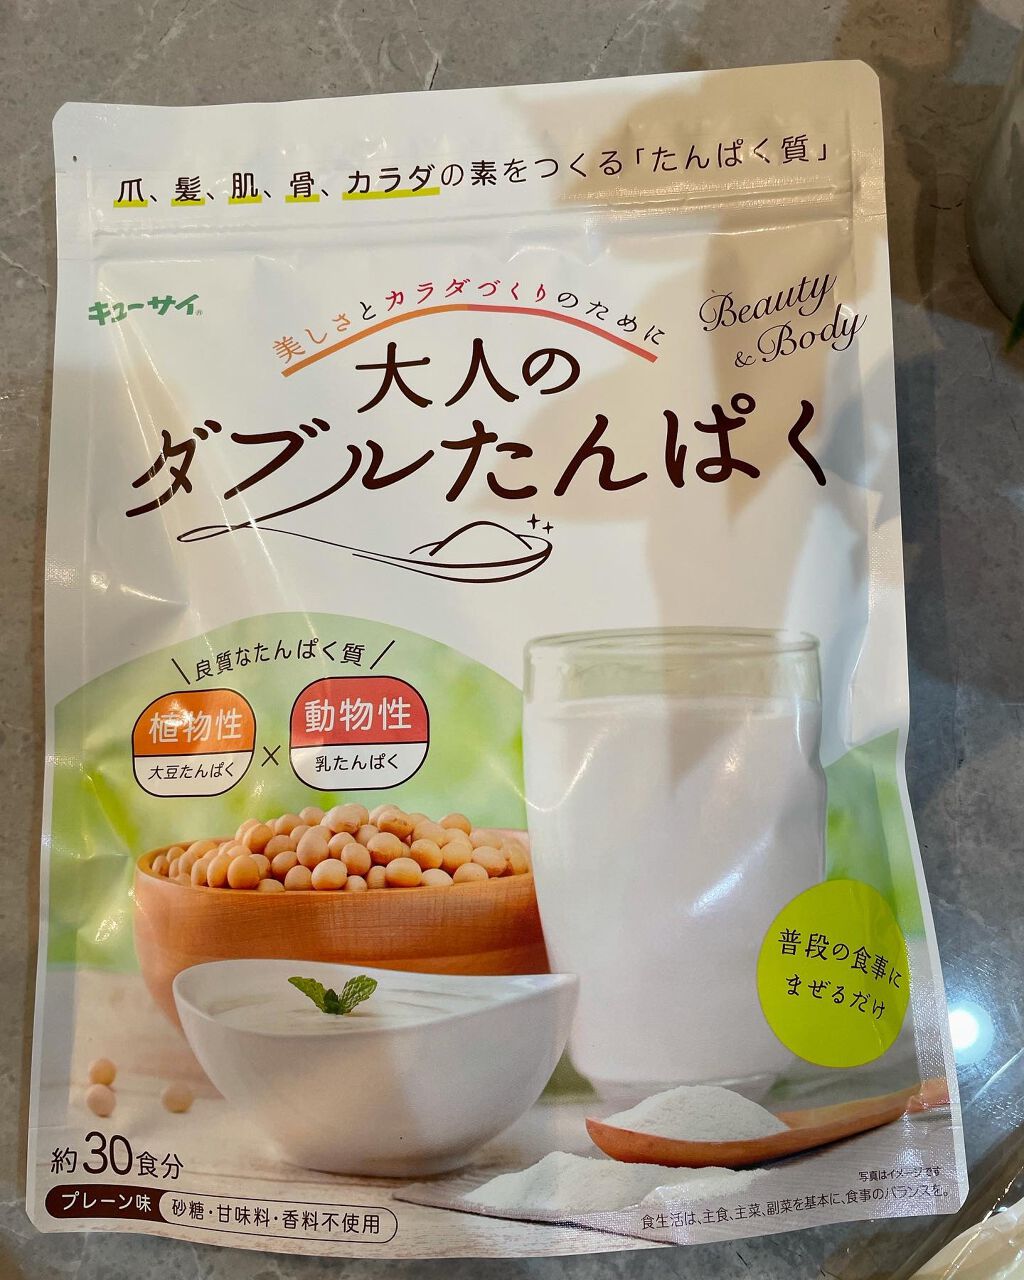 爪、髪、肌、骨、カラダの素をつくる「たんぱく質」
キューサイ®
美しさとカラダづくりのために
Beauty
& Body
大人の
ダブルたんぱく
良質なたんぱく質
植物性
大豆たんぱく
×
動物性
乳たんぱく
普段の食事に
まぜるだけ
約30食分
プレーン味
砂糖・甘味料・香料不使用
写真はイメージです
食生活は、主食、主菜、副菜を基本に、食事のバランスを。